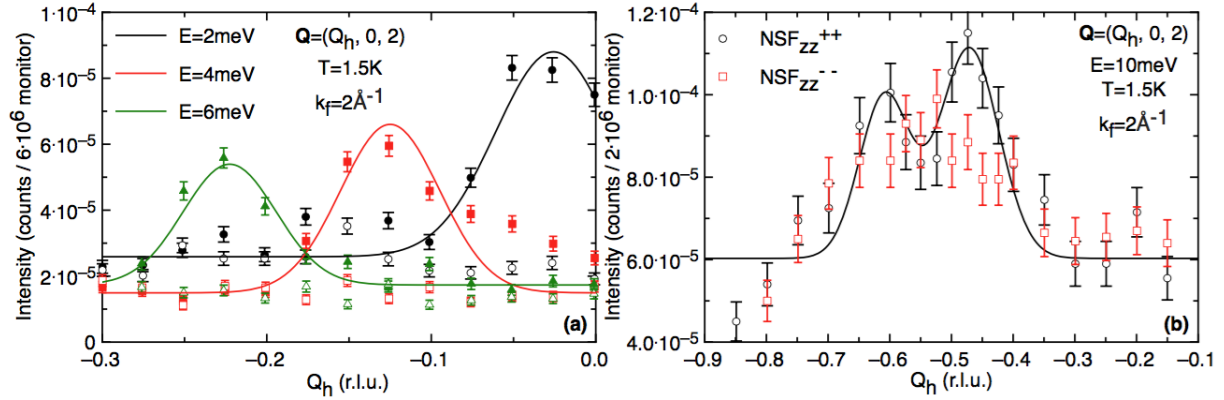 1·10⁻⁴
8·10⁻⁵
6·10⁻⁵
4·10⁻⁵
2·10⁻⁵
0
Intensity (counts / 6·10⁶ monitor)
E=2meV
E=4meV
E=6meV
Q=(Qₕ, 0, 2)
T=1.5K
k_f=2Å⁻¹
(a)
−0.3
−0.2
−0.1
0.0
Qₕ (r.l.u.)
1.2·10⁻⁴
1.0·10⁻⁴
8.0·10⁻⁵
6.0·10⁻⁵
4.0·10⁻⁵
Intensity (counts / 2·10⁶ monitor)
NSF_zz⁺⁺
NSF_zz⁻⁻
Q=(Qₕ, 0, 2)
E=10meV
T=1.5K
k_f=2Å⁻¹
(b)
−0.9
−0.8
−0.7
−0.6
−0.5
−0.4
−0.3
−0.2
−0.1
Qₕ (r.l.u.)